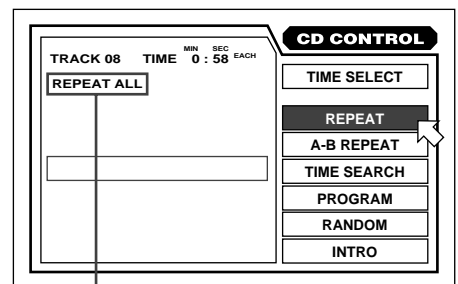 CD CONTROL
MIN SEC
TRACK 08 TIME 0 : 58 EACH
REPEAT ALL
TIME SELECT
REPEAT
A-B REPEAT
TIME SEARCH
PROGRAM
RANDOM
INTRO